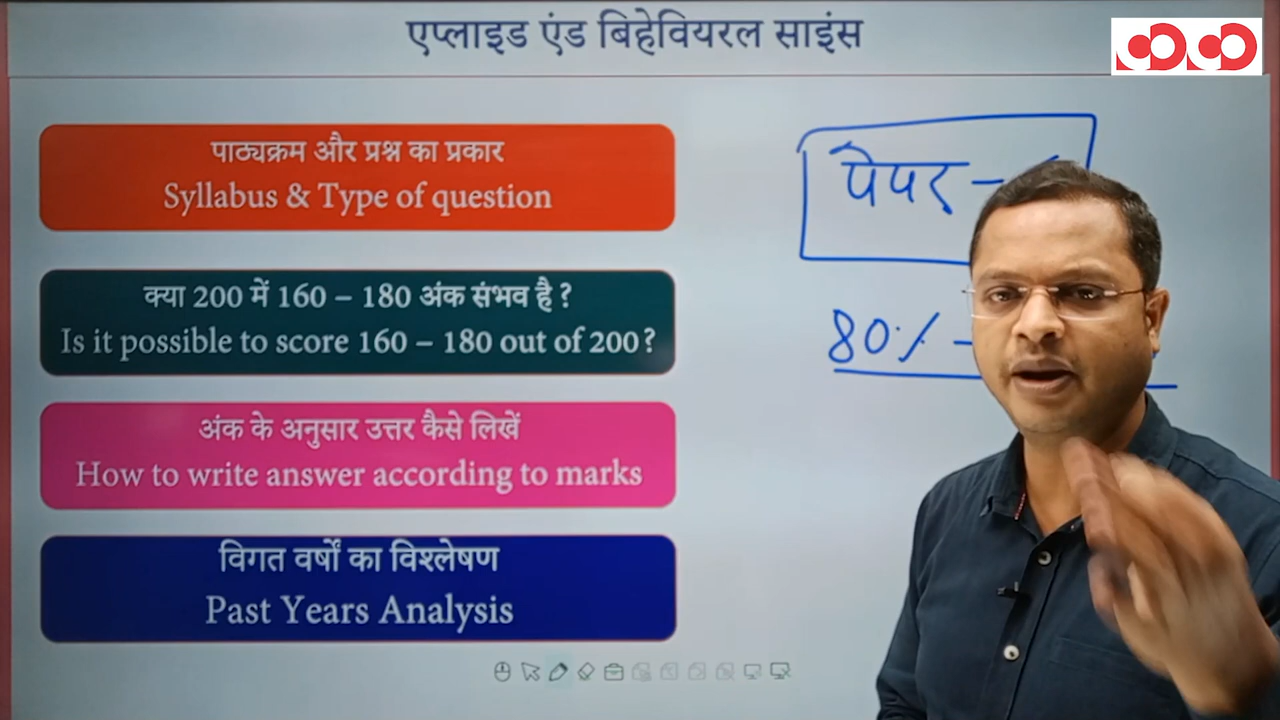 एप्लाइड एंड बिहेवियरल साइंस
पाठ्यक्रम और प्रश्न का प्रकार
Syllabus & Type of question
क्या 200 में 160 – 180 अंक संभव है ?
Is it possible to score 160 – 180 out of 200 ?
अंक के अनुसार उत्तर कैसे लिखें
How to write answer according to marks
विगत वर्षों का विश्लेषण
Past Years Analysis
पेपर –
80% –